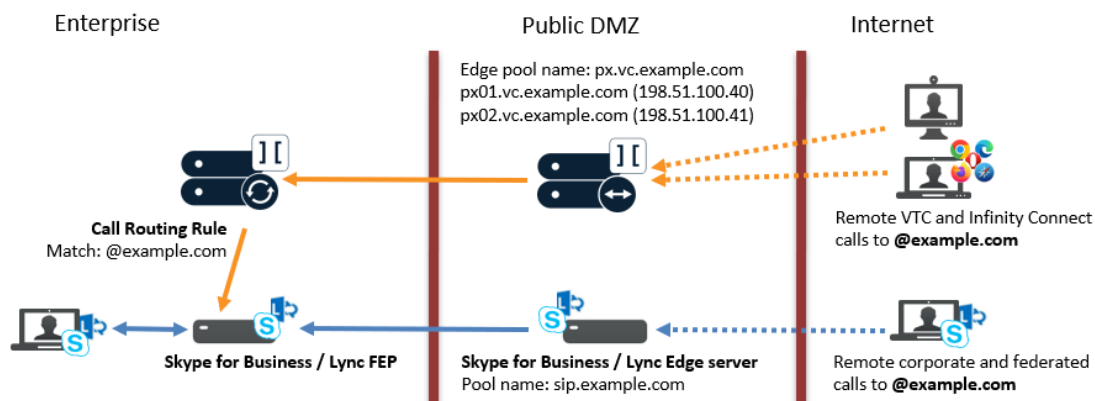 Enterprise
Public DMZ
Internet
Edge pool name: px.vc.example.com
px01.vc.example.com (198.51.100.40)
px02.vc.example.com (198.51.100.41)
][
][
Call Routing Rule
Match: @example.com
Remote VTC and Infinity Connect
calls to @example.com
S
L
S
L
S
L
S
L
Skype for Business / Lync FEP
Skype for Business / Lync Edge server
Pool name: sip.example.com
Remote corporate and federated
calls to @example.com